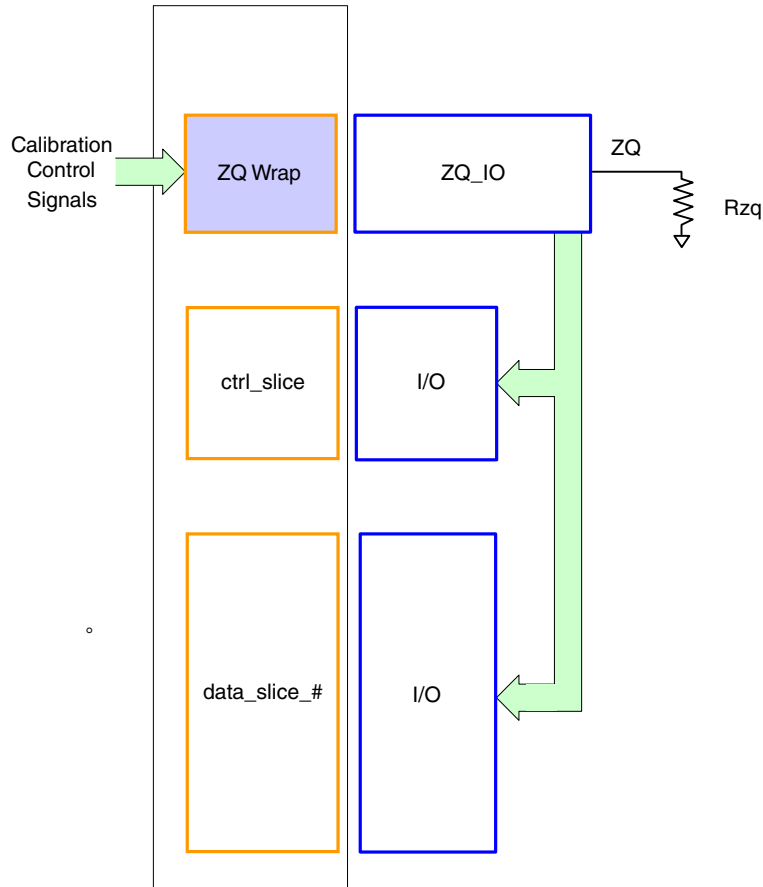 Calibration
Control
Signals
ZQ Wrap
ZQ_IO
ZQ
Rzq
ctrl_slice
I/O
data_slice_#
I/O